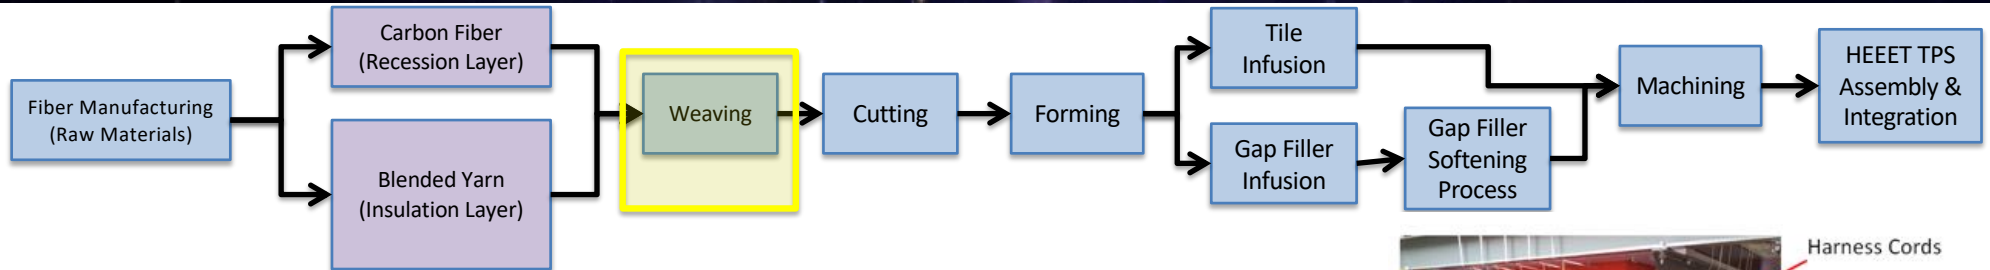 Fiber Manufacturing
(Raw Materials)
Carbon Fiber
(Recession Layer)
Blended Yarn
(Insulation Layer)
Weaving
Cutting
Forming
Tile
Infusion
Gap Filler
Infusion
Gap Filler
Softening
Process
Machining
HEEET TPS
Assembly &
Integration
Harness Cords